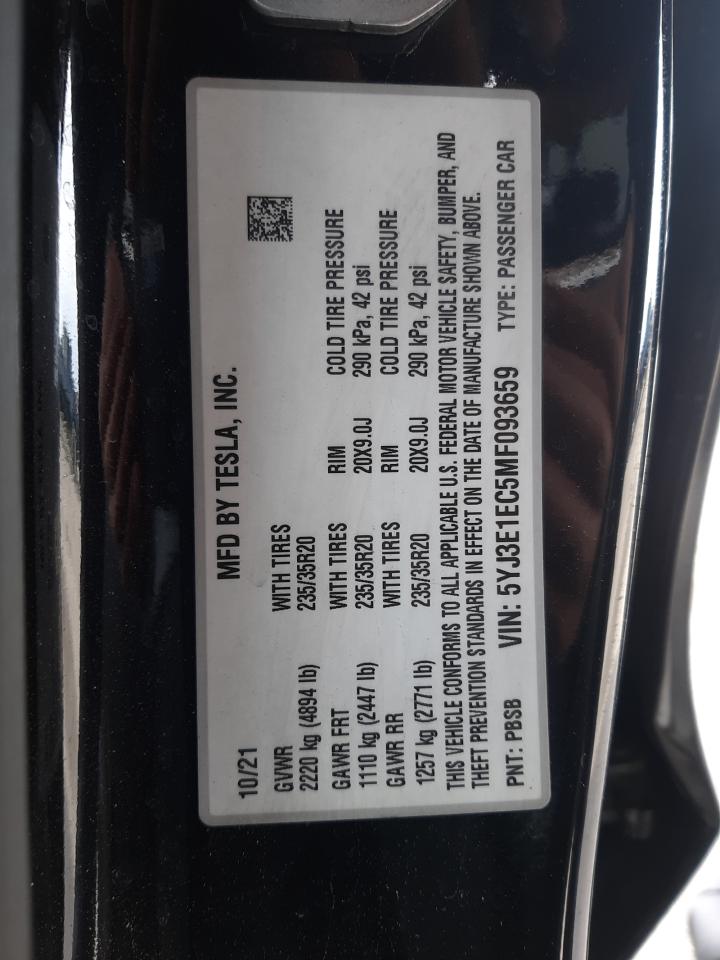 10/21 MFD BY TESLA, INC.
GVWR WITH TIRES
2220 kg (4894 lb) 235/35R20
GAWR FRT WITH TIRES RIM COLD TIRE PRESSURE
1110 kg (2447 lb) 235/35R20 20X9.0J 290 kPa, 42 psi
GAWR RR WITH TIRES RIM COLD TIRE PRESSURE
1257 kg (2771 lb) 235/35R20 20X9.0J 290 kPa, 42 psi
THIS VEHICLE CONFORMS TO ALL APPLICABLE U.S. FEDERAL MOTOR VEHICLE SAFETY, BUMPER, AND
THEFT PREVENTION STANDARDS IN EFFECT ON THE DATE OF MANUFACTURE SHOWN ABOVE.
PNT: PBSB VIN: 5YJ3E1EC5MF093659 TYPE: PASSENGER CAR